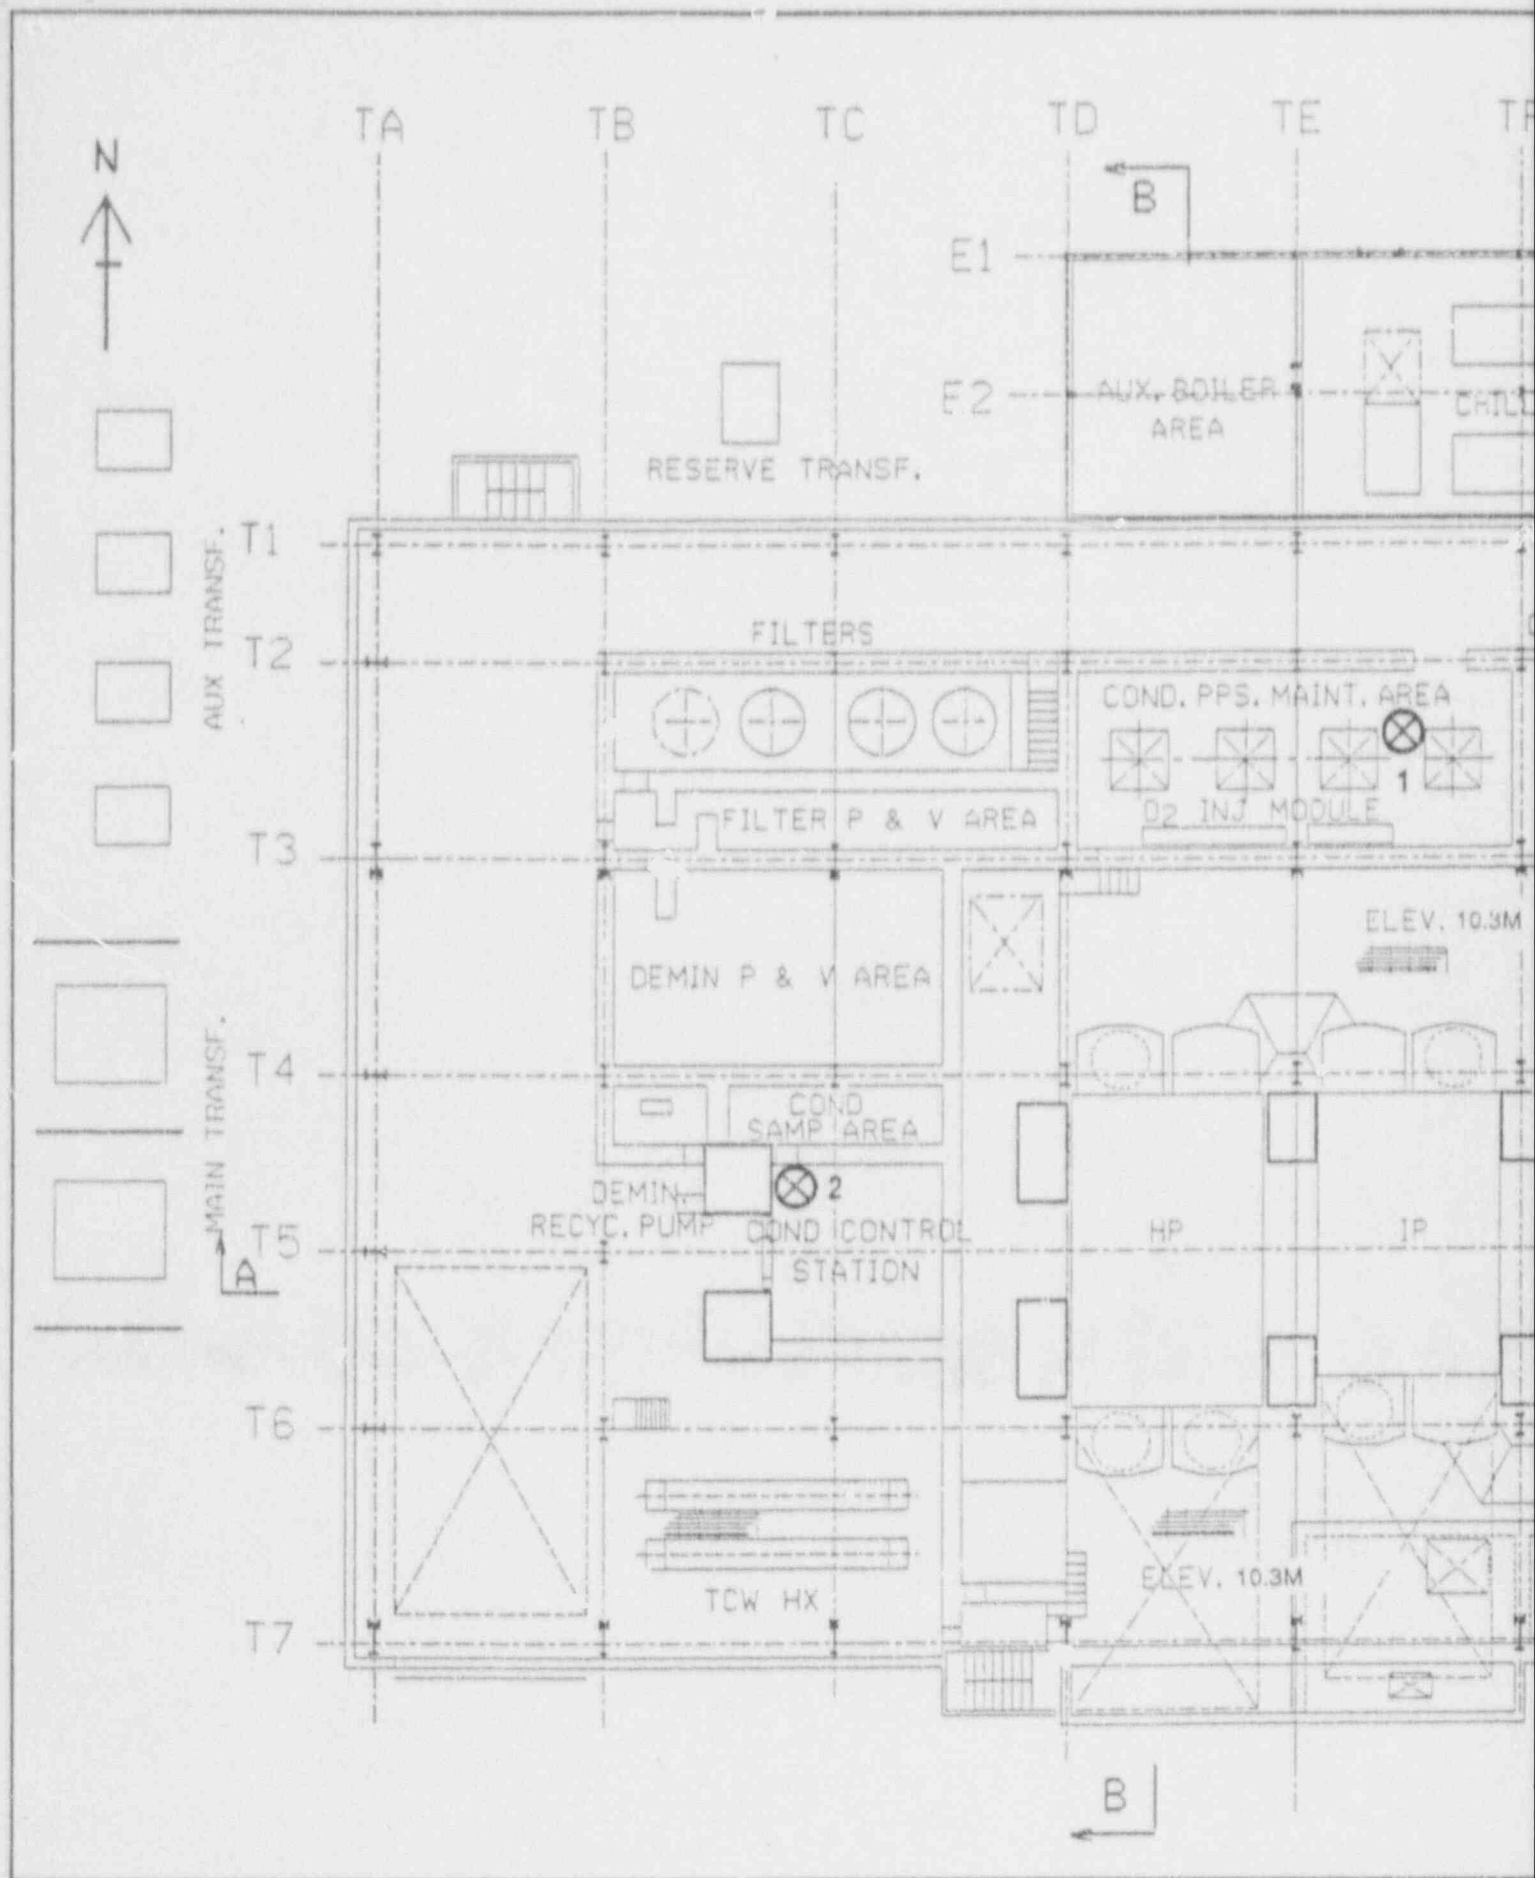 TA TB TC TD TE
N
B
E1
E2
AUX. BOILER
AREA
RESERVE TRANSF.
T1
AUX TRANSF.
FILTERS
T2
COND. PPS. MAINT. AREA
1
O2 INJ MODULE
FILTER P & V AREA
T3
ELEV. 10.3M
DEMIN P & V AREA
MAIN TRANSF.
T4
COND
SAMP AREA
2
DEMIN.
RECYC. PUMP
COND CONTROL
STATION
HP
IP
T5
A
T6
ELEV. 10.3M
TCW HX
T7
B